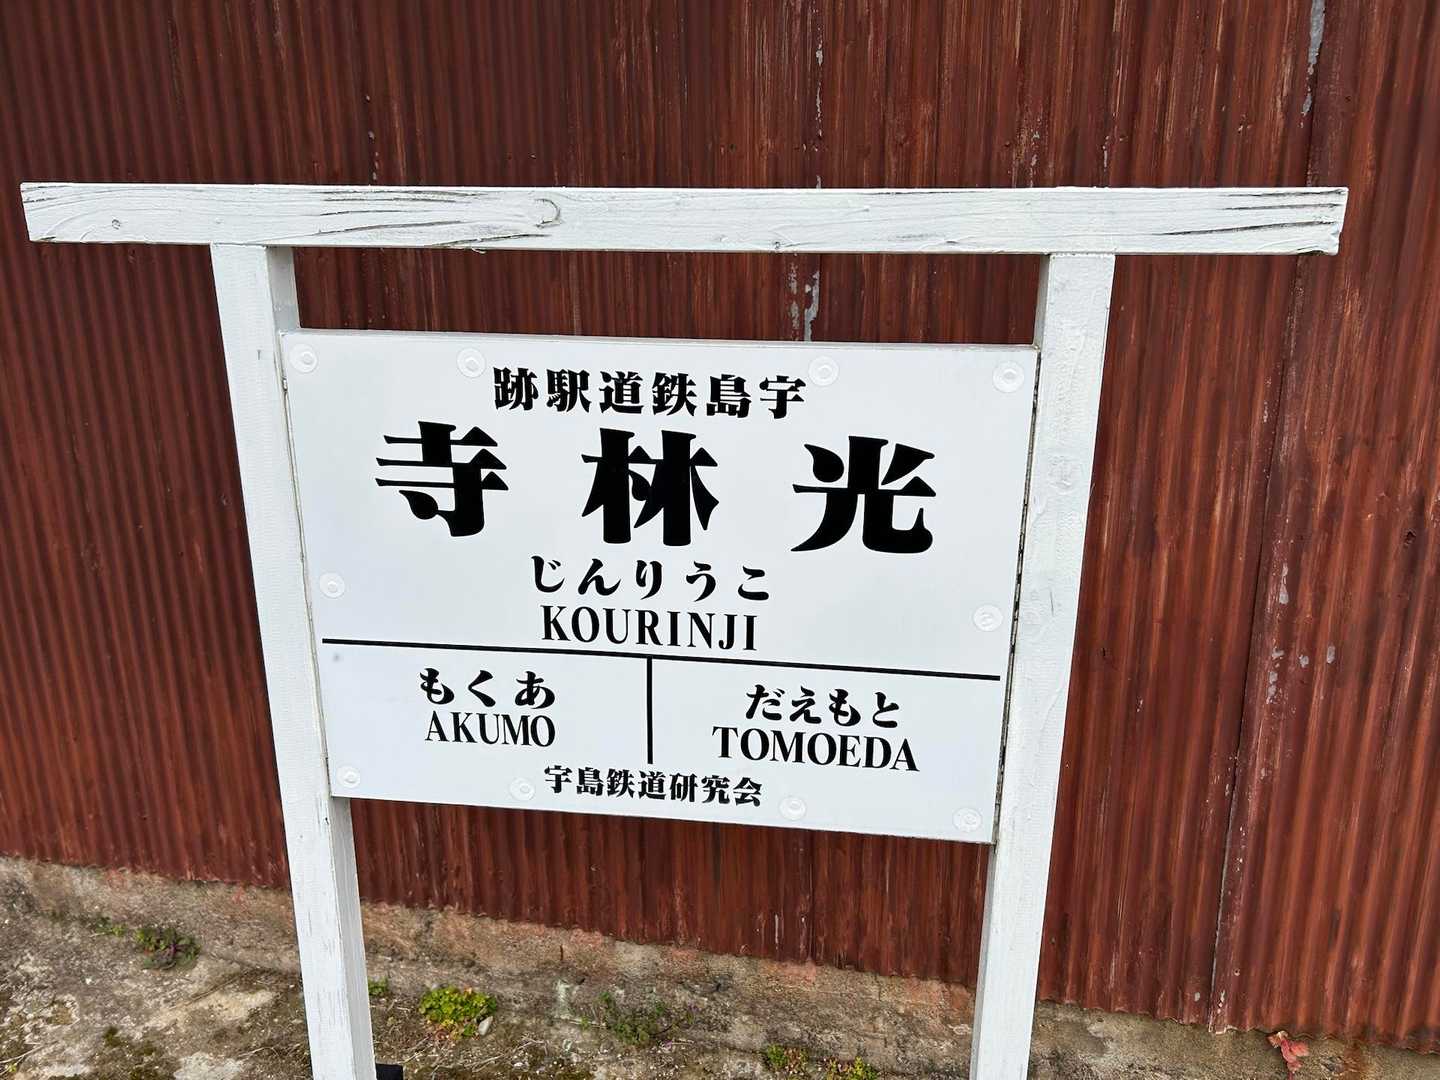 宇島鉄道駅跡
光林寺
こうりんじ
KOURINJI
あくも
AKUMO
ともえだ
TOMOEDA
宇島鉄道研究会